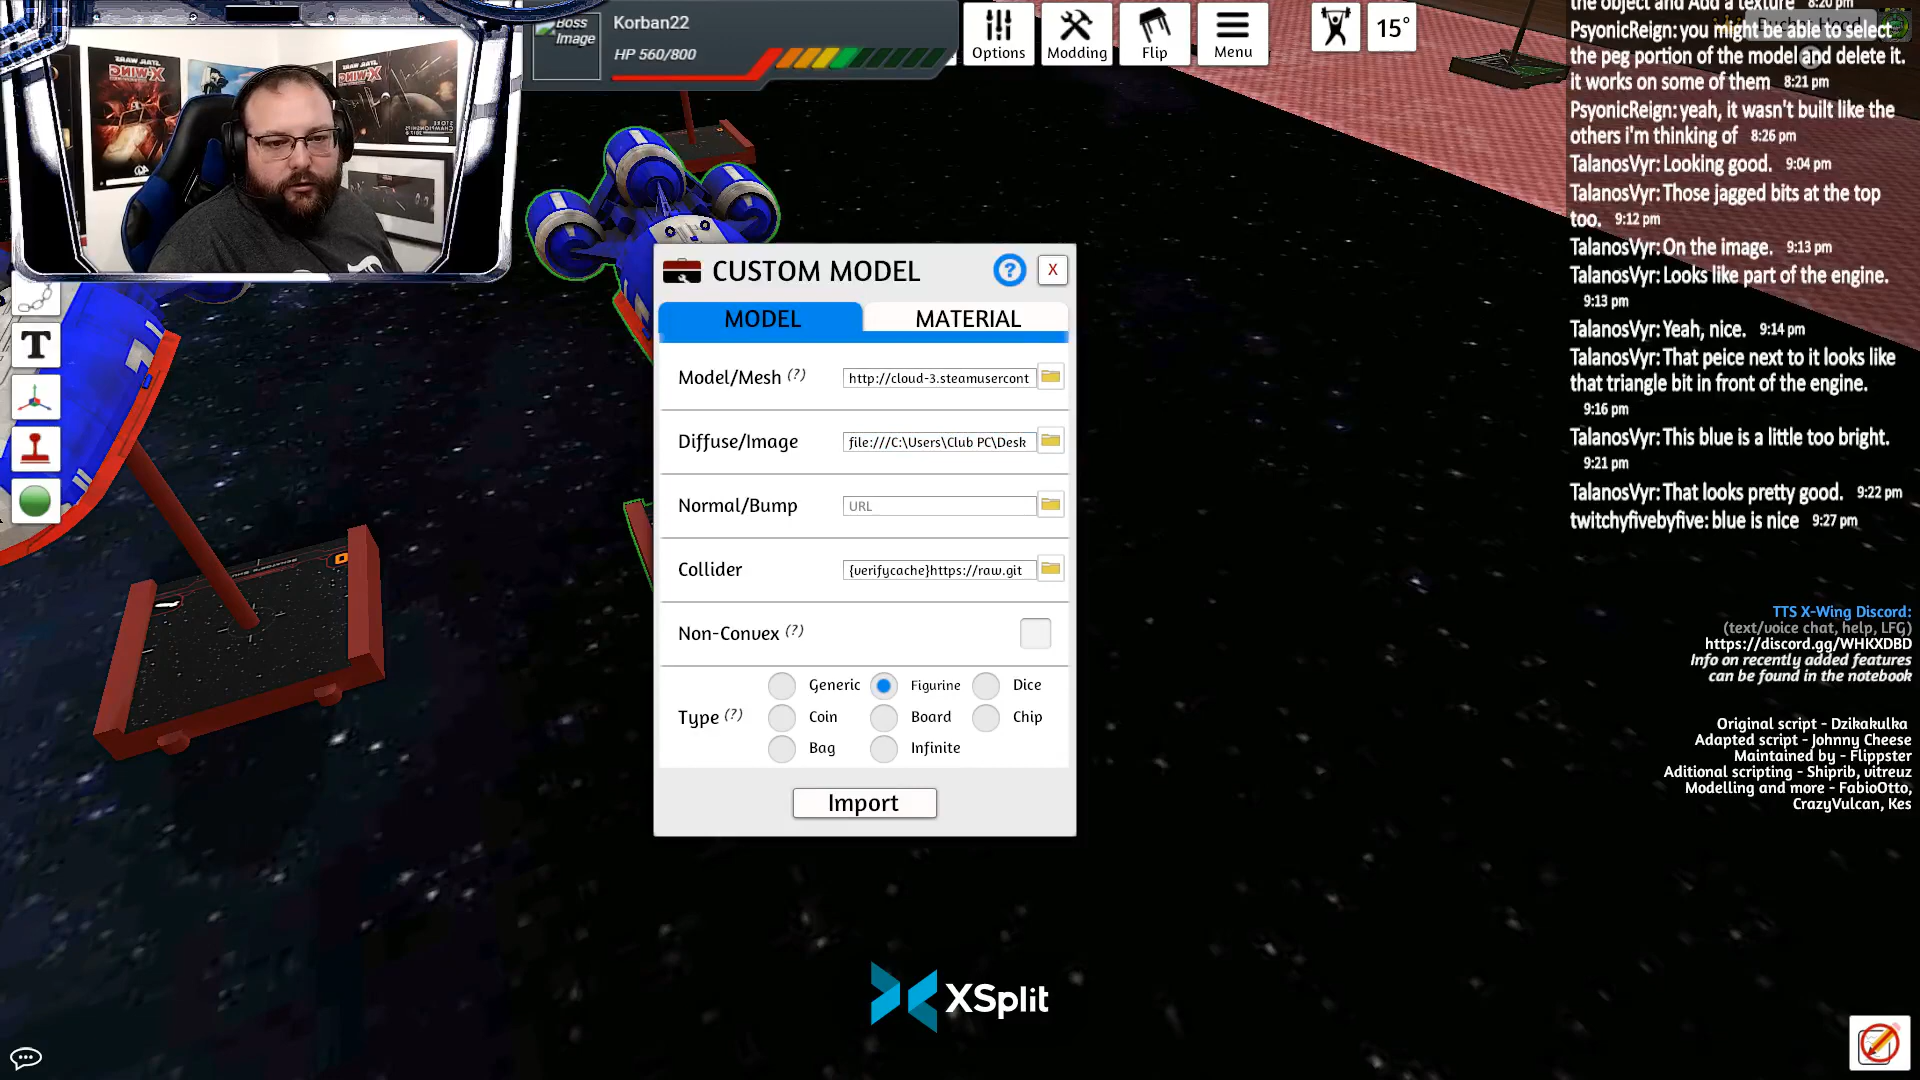 Boss
Image
Korban22
HP 560/800
Options
Modding
Flip
Menu
15°
the object and Add a texture 8:20 pm
PsyonicReign: you might be able to select
the peg portion of the model and delete it.
it works on some of them 8:21 pm
PsyonicReign: yeah, it wasn't built like the
others i'm thinking of 8:26 pm
TalanosVyr: Looking good. 9:04 pm
TalanosVyr: Those jagged bits at the top
too. 9:12 pm
TalanosVyr: On the image. 9:13 pm
TalanosVyr: Looks like part of the engine.
9:13 pm
TalanosVyr: Yeah, nice. 9:14 pm
TalanosVyr: That peice next to it looks like
that triangle bit in front of the engine.
9:16 pm
TalanosVyr: This blue is a little too bright.
9:21 pm
TalanosVyr: That looks pretty good. 9:22 pm
twitchyfivebyfive: blue is nice 9:27 pm
T
CUSTOM MODEL
?
X
MODEL
MATERIAL
Model/Mesh (?)
http://cloud-3.steamusercont
Diffuse/Image
file:///C:\Users\Club PC\Desk
Normal/Bump
URL
Collider
{verifycache}https://raw.git
Non-Convex (?)
Type (?)
Generic
Figurine
Dice
Coin
Board
Chip
Bag
Infinite
Import
TTS X-Wing Discord:
(text/voice chat, help, LFG)
https://discord.gg/WHKXDBD
Info on recently added features
can be found in the notebook
Original script - Dzikakulka
Adapted script - Johnny Cheese
Maintained by - Flippster
Aditional scripting - Shiprib, vitreuz
Modelling and more - FabioOtto,
CrazyVulcan, Kes
XSplit